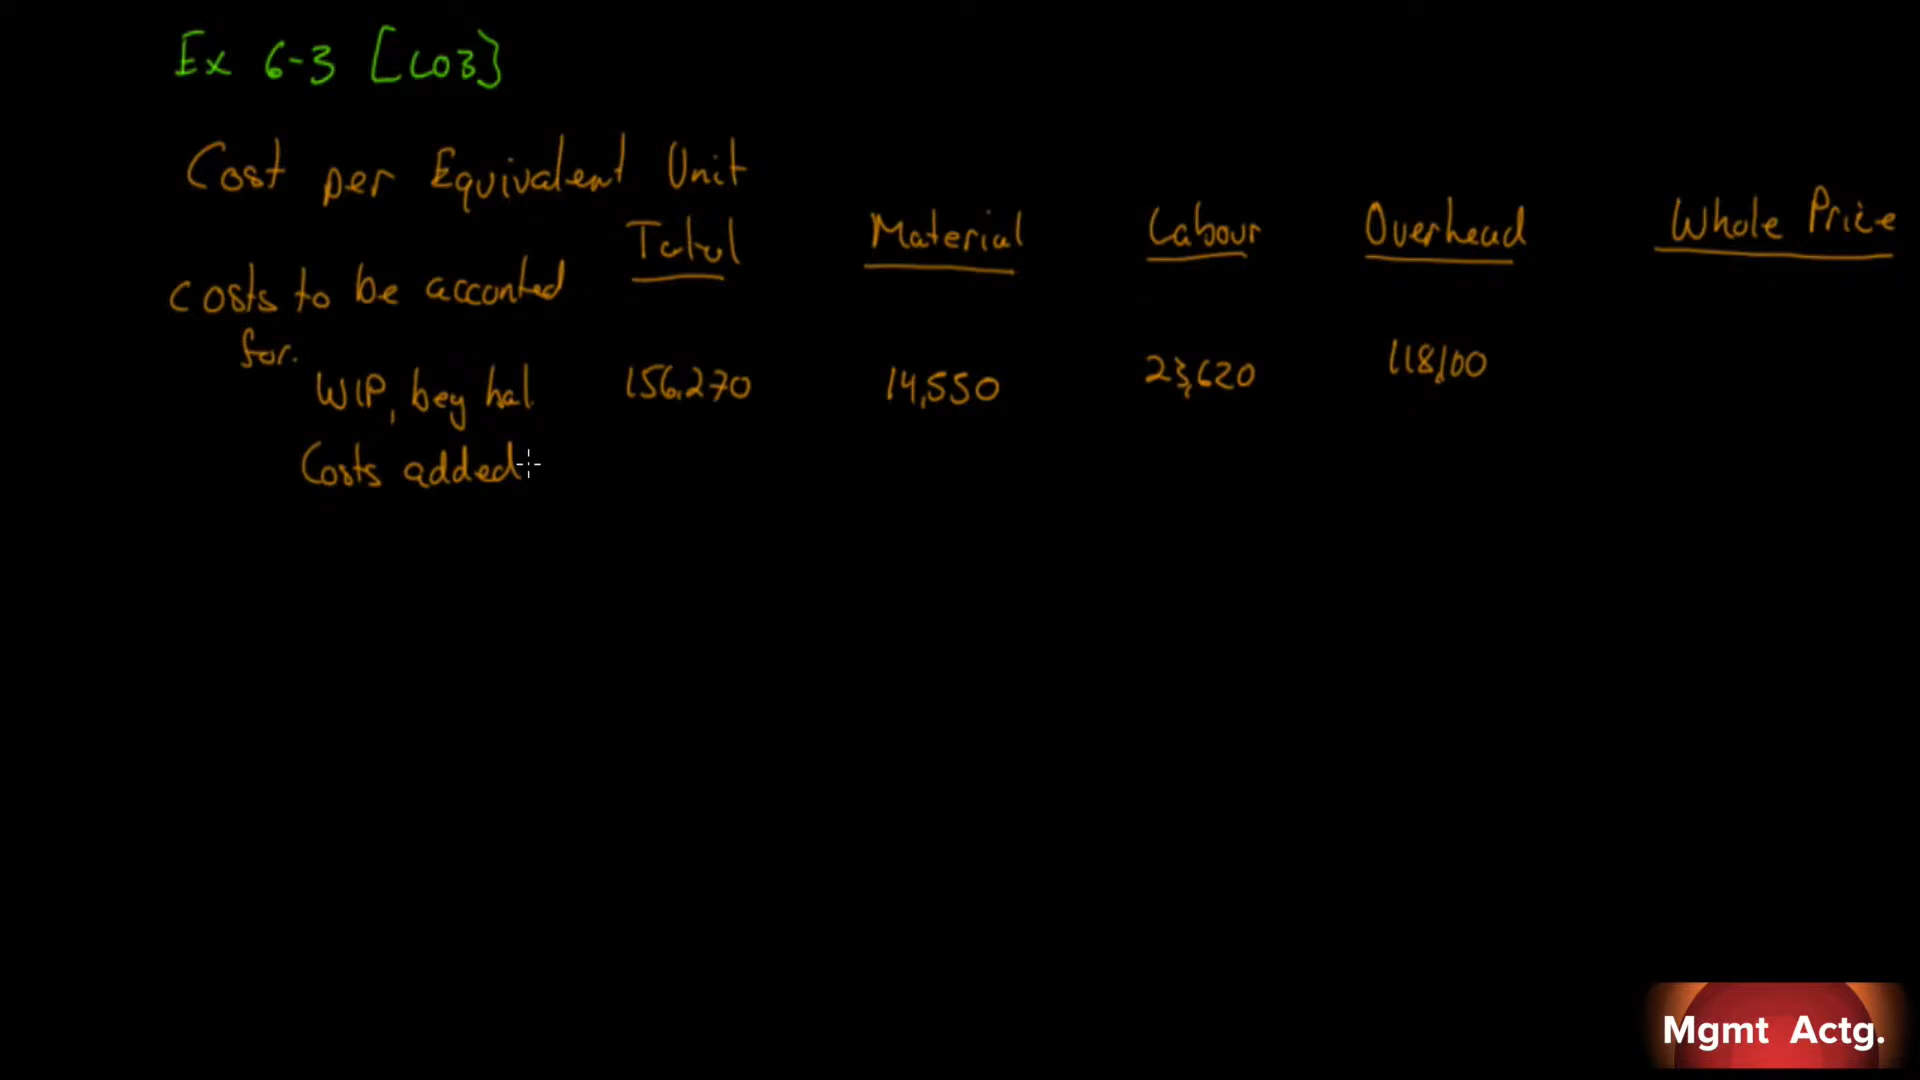 Ex 6-3 [LO3]
Cost per Equivalent Unit
Total Material Labour Overhead Whole Price
Costs to be accounted
for.
WIP, beg bal 156,270 14,550 23,620 118,100
Costs added
Mgmt Actg.